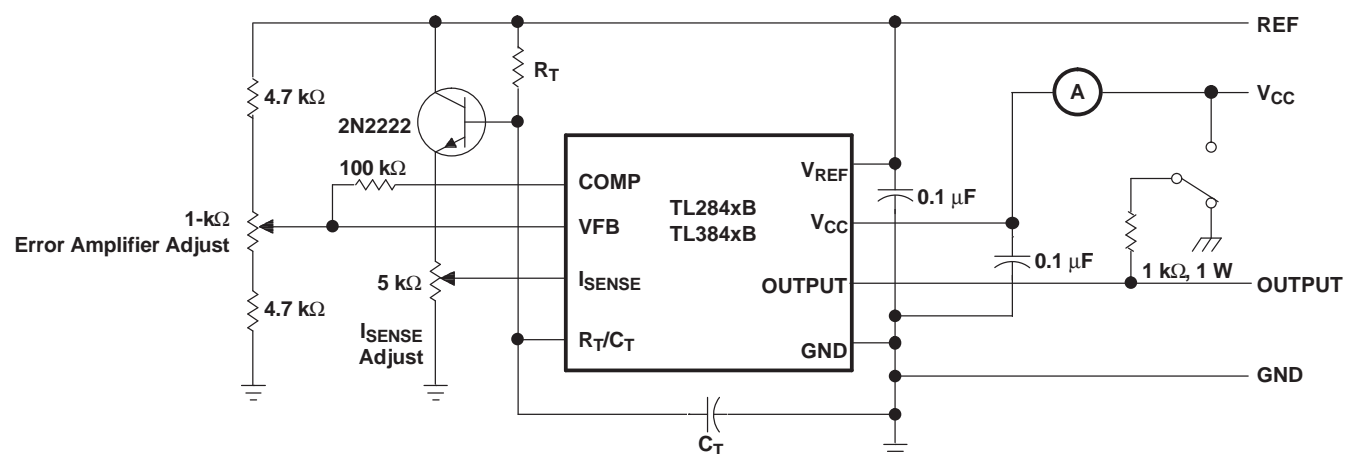 REF
R_T
A
V_CC
4.7 kΩ
2N2222
100 kΩ
COMP
V_REF
0.1 μF
TL284xB
TL384xB
1-kΩ
Error Amplifier Adjust
VFB
V_CC
0.1 μF
5 kΩ
I_SENSE
OUTPUT
1 kΩ, 1 W
OUTPUT
4.7 kΩ
I_SENSE
Adjust
R_T/C_T
GND
GND
C_T